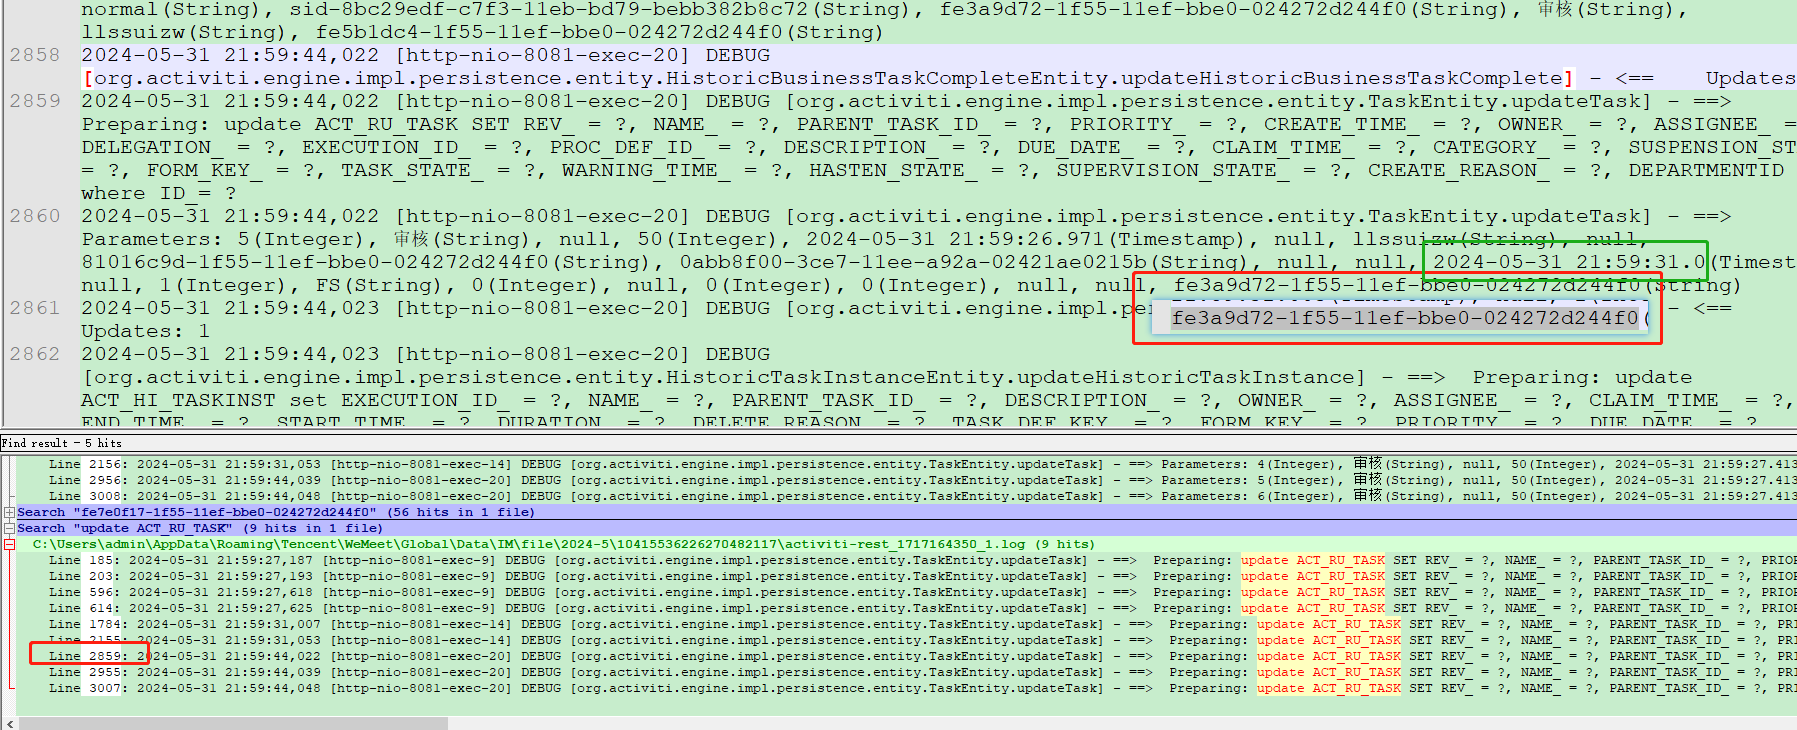 normal(String), sid-8bc29edf-c7f3-11eb-bd79-bebb382b8c72(String), fe3a9d72-1f55-11ef-bbe0-024272d244f0(String), 审核(String),
llssuizw(String), fe5b1dc4-1f55-11ef-bbe0-024272d244f0(String)
2858 2024-05-31 21:59:44,022 [http-nio-8081-exec-20] DEBUG
[org.activiti.engine.impl.persistence.entity.HistoricBusinessTaskCompleteEntity.updateHistoricBusinessTaskComplete] - <==    Updates
2859 2024-05-31 21:59:44,022 [http-nio-8081-exec-20] DEBUG [org.activiti.engine.impl.persistence.entity.TaskEntity.updateTask] - ==>
Preparing: update ACT_RU_TASK SET REV_ = ?, NAME_ = ?, PARENT_TASK_ID_ = ?, PRIORITY_ = ?, CREATE_TIME_ = ?, OWNER_ = ?, ASSIGNEE_ =
DELEGATION_ = ?, EXECUTION_ID_ = ?, PROC_DEF_ID_ = ?, DESCRIPTION_ = ?, DUE_DATE_ = ?, CLAIM_TIME_ = ?, CATEGORY_ = ?, SUSPENSION_ST
= ?, FORM_KEY_ = ?, TASK_STATE_ = ?, WARNING_TIME_ = ?, HASTEN_STATE_ = ?, SUPERVISION_STATE_ = ?, CREATE_REASON_ = ?, DEPARTMENTID
where ID_= ?
2860 2024-05-31 21:59:44,022 [http-nio-8081-exec-20] DEBUG [org.activiti.engine.impl.persistence.entity.TaskEntity.updateTask] - ==>
Parameters: 5(Integer), 审核(String), null, 50(Integer), 2024-05-31 21:59:26.971(Timestamp), null, llssuizw(String), null,
81016c9d-1f55-11ef-bbe0-024272d244f0(String), 0abb8f00-3ce7-11ee-a92a-02421ae0215b(String), null, null, 2024-05-31 21:59:31.0(Timest
null, 1(Integer), FS(String), 0(Integer), null, 0(Integer), 0(Integer), null, null, fe3a9d72-1f55-11ef-bbe0-024272d244f0(String)
2861 2024-05-31 21:59:44,023 [http-nio-8081-exec-20] DEBUG [org.activiti.engine.impl.pe - <==
fe3a9d72-1f55-11ef-bbe0-024272d244f0(
Updates: 1
2862 2024-05-31 21:59:44,023 [http-nio-8081-exec-20] DEBUG
[org.activiti.engine.impl.persistence.entity.HistoricTaskInstanceEntity.updateHistoricTaskInstance] - ==>  Preparing: update
ACT_HI_TASKINST set EXECUTION_ID_ = ?, NAME_ = ?, PARENT_TASK_ID_ = ?, DESCRIPTION_ = ?, OWNER_ = ?, ASSIGNEE_ = ?, CLAIM_TIME_ = ?,
END_TIME_ = ?, START_TIME_ = ?, DURATION_ = ?, DELETE_REASON_ = ?, TASK_DEF_KEY_ = ?, FORM_KEY_ = ?, PRIORITY_ = ?, DUE_DATE_ = ?,
Find result - 5 hits
Line 2156: 2024-05-31 21:59:31,053 [http-nio-8081-exec-14] DEBUG [org.activiti.engine.impl.persistence.entity.TaskEntity.updateTask] - ==> Parameters: 4(Integer), 审核(String), null, 50(Integer), 2024-05-31 21:59:27.413
Line 2956: 2024-05-31 21:59:44,039 [http-nio-8081-exec-20] DEBUG [org.activiti.engine.impl.persistence.entity.TaskEntity.updateTask] - ==> Parameters: 5(Integer), 审核(String), null, 50(Integer), 2024-05-31 21:59:27.413
Line 3008: 2024-05-31 21:59:44,048 [http-nio-8081-exec-20] DEBUG [org.activiti.engine.impl.persistence.entity.TaskEntity.updateTask] - ==> Parameters: 6(Integer), 审核(String), null, 50(Integer), 2024-05-31 21:59:27.413
Search "fe7e0f17-1f55-11ef-bbe0-024272d244f0" (56 hits in 1 file)
Search "update ACT_RU_TASK" (9 hits in 1 file)
C:\Users\admin\AppData\Roaming\Tencent\WeMeet\Global\Data\IM\file\2024-5\10415536226270482117\activiti-rest_1717164350_1.log (9 hits)
Line 185: 2024-05-31 21:59:27,187 [http-nio-8081-exec-9] DEBUG [org.activiti.engine.impl.persistence.entity.TaskEntity.updateTask] - ==>  Preparing: update ACT_RU_TASK SET REV_ = ?, NAME_ = ?, PARENT_TASK_ID_ = ?, PRIOR
Line 203: 2024-05-31 21:59:27,193 [http-nio-8081-exec-9] DEBUG [org.activiti.engine.impl.persistence.entity.TaskEntity.updateTask] - ==>  Preparing: update ACT_RU_TASK SET REV_ = ?, NAME_ = ?, PARENT_TASK_ID_ = ?, PRIOR
Line 596: 2024-05-31 21:59:27,618 [http-nio-8081-exec-9] DEBUG [org.activiti.engine.impl.persistence.entity.TaskEntity.updateTask] - ==>  Preparing: update ACT_RU_TASK SET REV_ = ?, NAME_ = ?, PARENT_TASK_ID_ = ?, PRIOR
Line 614: 2024-05-31 21:59:27,625 [http-nio-8081-exec-9] DEBUG [org.activiti.engine.impl.persistence.entity.TaskEntity.updateTask] - ==>  Preparing: update ACT_RU_TASK SET REV_ = ?, NAME_ = ?, PARENT_TASK_ID_ = ?, PRIOR
Line 1784: 2024-05-31 21:59:31,007 [http-nio-8081-exec-14] DEBUG [org.activiti.engine.impl.persistence.entity.TaskEntity.updateTask] - ==>  Preparing: update ACT_RU_TASK SET REV_ = ?, NAME_ = ?, PARENT_TASK_ID_ = ?, PRI
Line 2155: 2024-05-31 21:59:31,053 [http-nio-8081-exec-14] DEBUG [org.activiti.engine.impl.persistence.entity.TaskEntity.updateTask] - ==>  Preparing: update ACT_RU_TASK SET REV_ = ?, NAME_ = ?, PARENT_TASK_ID_ = ?, PRI
Line 2859: 2024-05-31 21:59:44,022 [http-nio-8081-exec-20] DEBUG [org.activiti.engine.impl.persistence.entity.TaskEntity.updateTask] - ==>  Preparing: update ACT_RU_TASK SET REV_ = ?, NAME_ = ?, PARENT_TASK_ID_ = ?, PRI
Line 2955: 2024-05-31 21:59:44,039 [http-nio-8081-exec-20] DEBUG [org.activiti.engine.impl.persistence.entity.TaskEntity.updateTask] - ==>  Preparing: update ACT_RU_TASK SET REV_ = ?, NAME_ = ?, PARENT_TASK_ID_ = ?, PRI
Line 3007: 2024-05-31 21:59:44,048 [http-nio-8081-exec-20] DEBUG [org.activiti.engine.impl.persistence.entity.TaskEntity.updateTask] - ==>  Preparing: update ACT_RU_TASK SET REV_ = ?, NAME_ = ?, PARENT_TASK_ID_ = ?, PRI